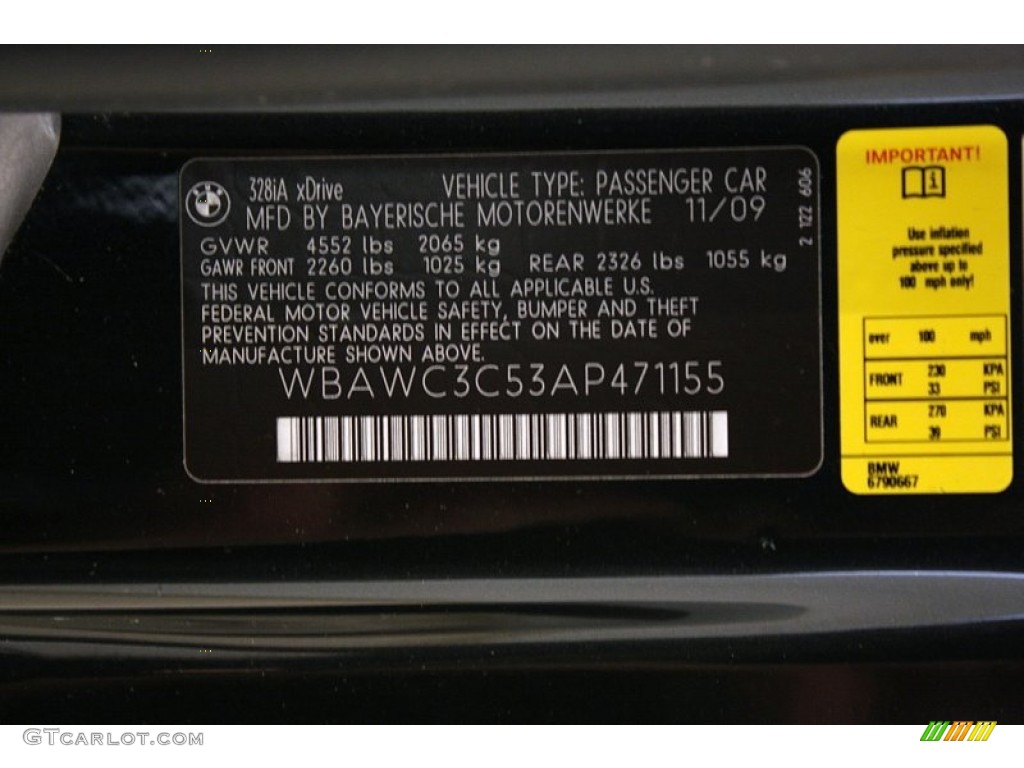 328iA xDrive VEHICLE TYPE: PASSENGER CAR
MFD BY BAYERISCHE MOTORENWERKE 11/09
GVWR 4552 lbs 2065 kg
GAWR FRONT 2260 lbs 1025 kg REAR 2326 lbs 1055 kg
THIS VEHICLE CONFORMS TO ALL APPLICABLE U.S.
FEDERAL MOTOR VEHICLE SAFETY, BUMPER AND THEFT
PREVENTION STANDARDS IN EFFECT ON THE DATE OF
MANUFACTURE SHOWN ABOVE.
WBAWC3C53AP471155
2 122 606
IMPORTANT!
Use inflation
pressure specified
above up to
100 mph only!
over 100 mph
FRONT 230 KPA
33 PSI
REAR 270 KPA
39 PSI
BMW
6790667
GTCARLOT.COM